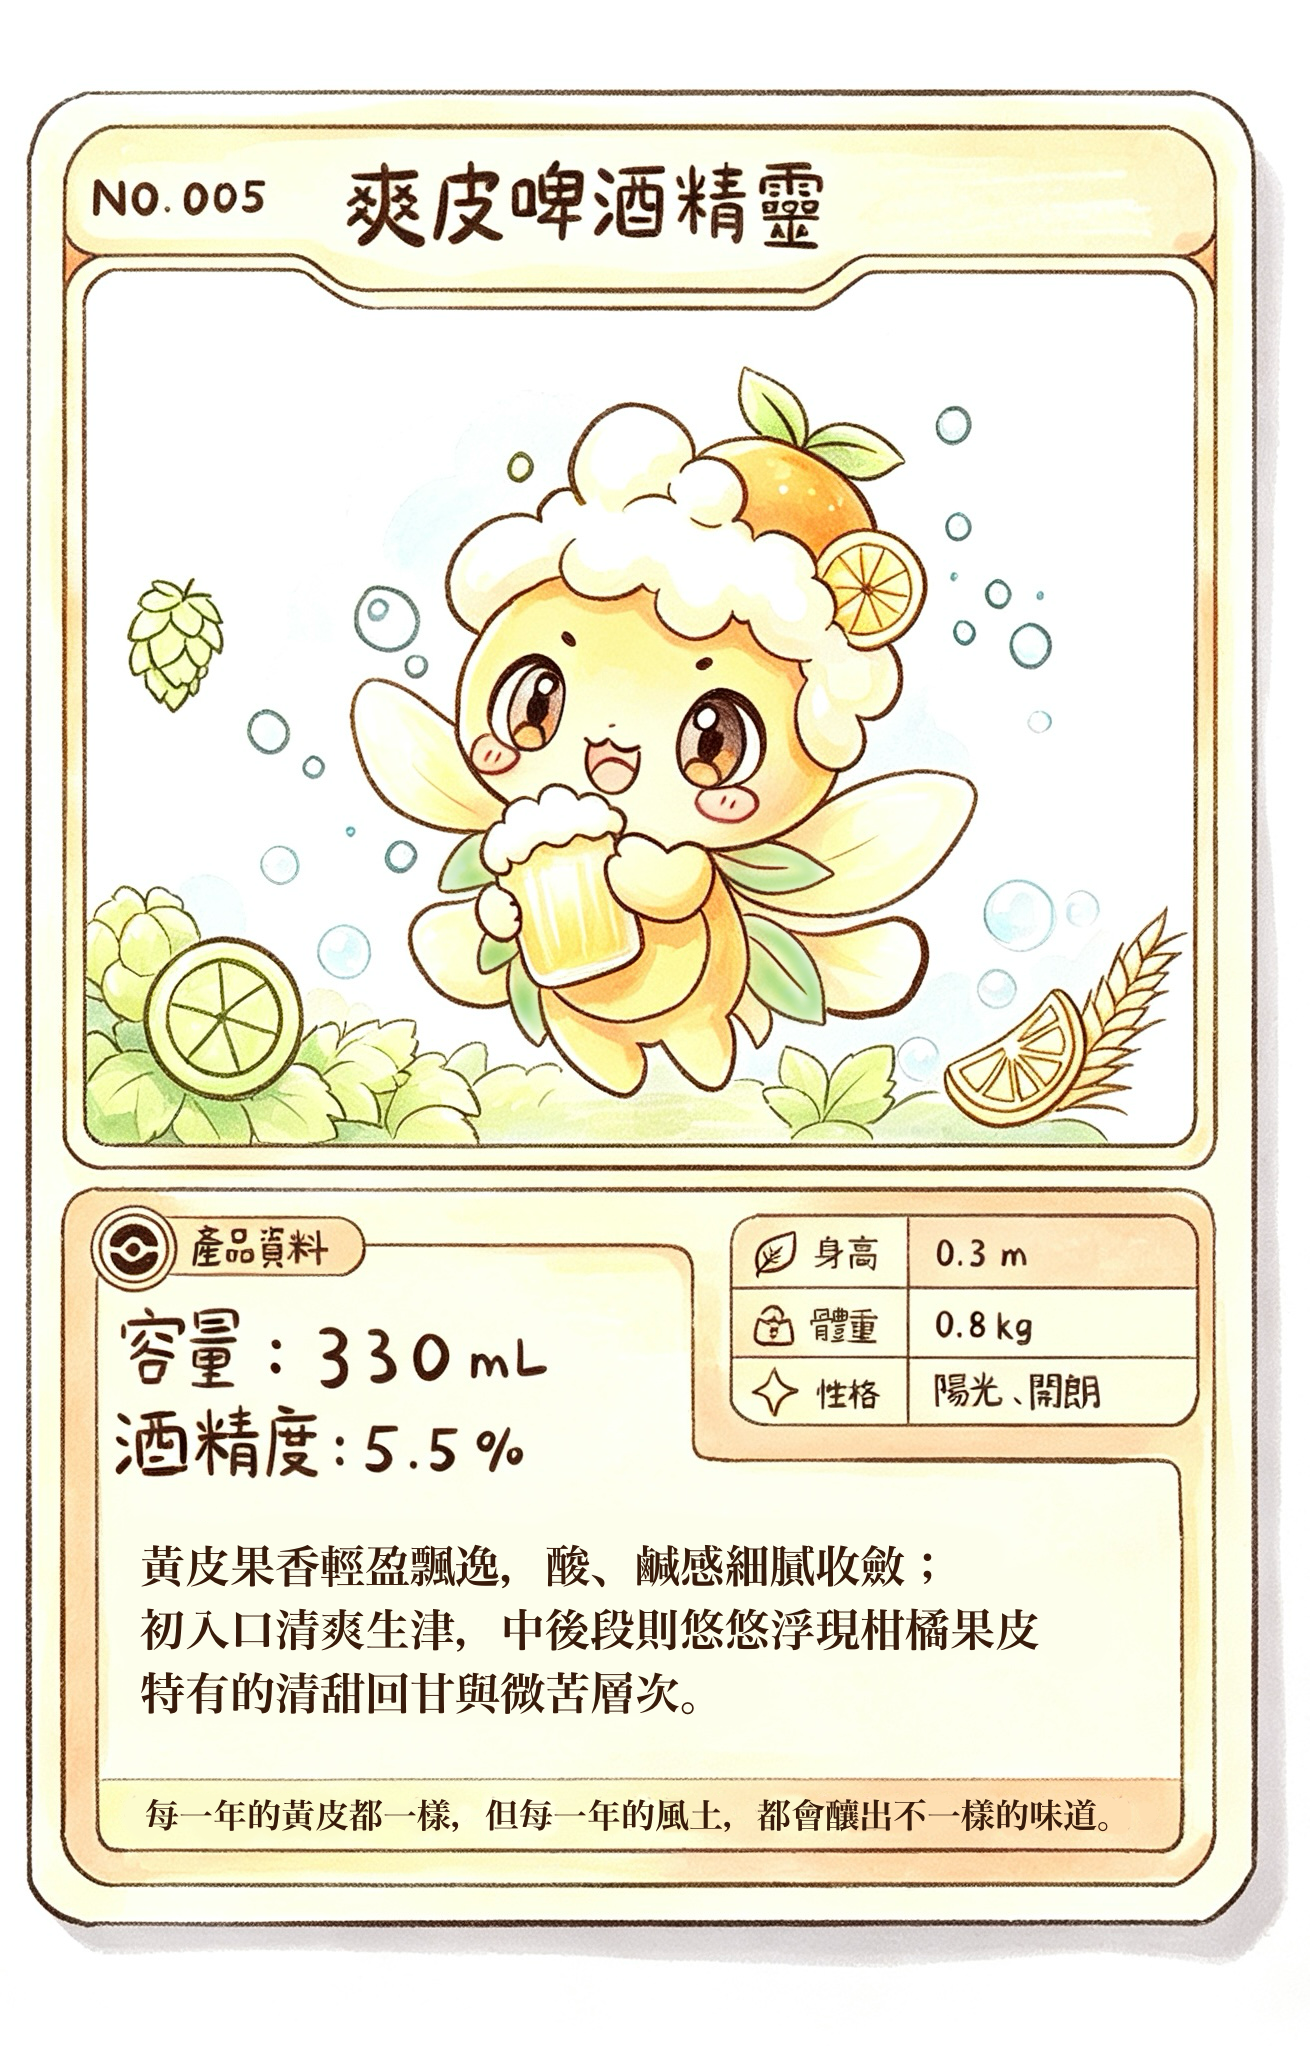 NO.005 爽皮啤酒精靈
產品資料
容量：330mL
酒精度：5.5%
身高 0.3 m
體重 0.8kg
性格 陽光、開朗
黃皮果香輕盈飄逸，酸、鹹感細膩收斂；
初入口清爽生津，中後段則悠悠浮現柑橘果皮
特有的清甜回甘與微苦層次。
每一年的黃皮都一樣，但每一年的風土，都會釀出不一樣的味道。